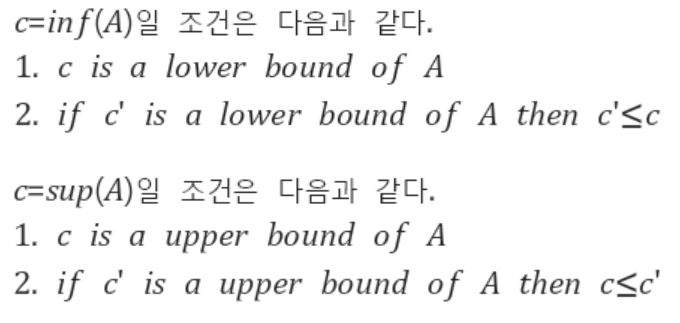 c=inf(A)일 조건은 다음과 같다.
1. c is a lower bound of A
2. if c' is a lower bound of A then c'≤c
c=sup(A)일 조건은 다음과 같다.
1. c is a upper bound of A
2. if c' is a upper bound of A then c≤c'